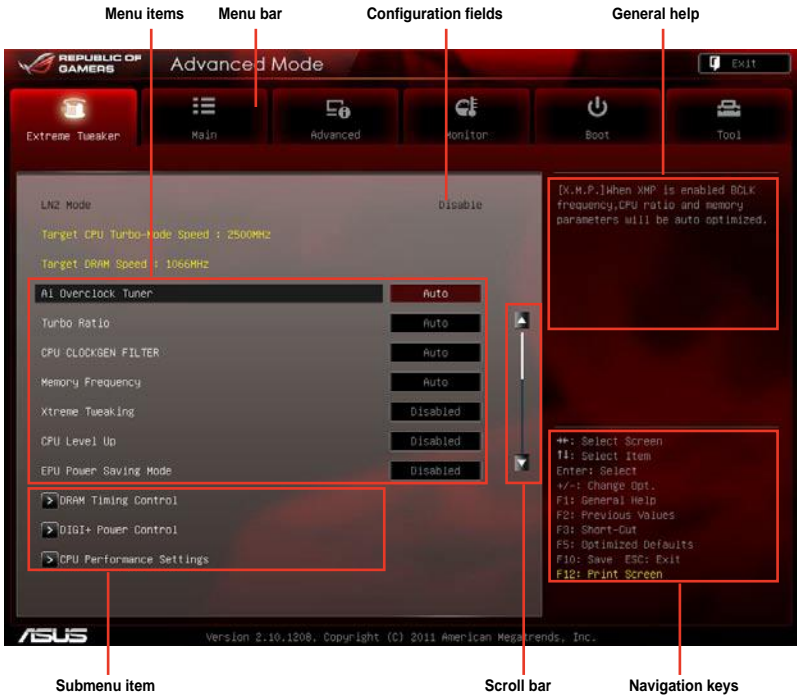 Menu items Menu bar Configuration fields General help
REPUBLIC OF
GAMERS
Advanced Mode
Exit
Extreme Tweaker Main Advanced Monitor Boot Tool
LN2 Mode Disable
Target CPU Turbo-Mode Speed : 2500MHz
Target DRAM Speed : 1066MHz
Ai Overclock Tuner Auto
Turbo Ratio Auto
CPU CLOCKGEN FILTER Auto
Memory Frequency Auto
Xtreme Tweaking Disabled
CPU Level Up Disabled
EPU Power Saving Mode Disabled
> DRAM Timing Control
> DIGI+ Power Control
> CPU Performance Settings
[X.M.P.]When XMP is enabled BCLK
frequency,CPU ratio and memory
parameters will be auto optimized.
→←: Select Screen
↑↓: Select Item
Enter: Select
+/-: Change Opt.
F1: General Help
F2: Previous Values
F3: Short-Cut
F5: Optimized Defaults
F10: Save ESC: Exit
F12: Print Screen
ASUS
Version 2.10.1208. Copyright (C) 2011 American Megatrends, Inc.
Submenu item Scroll bar Navigation keys